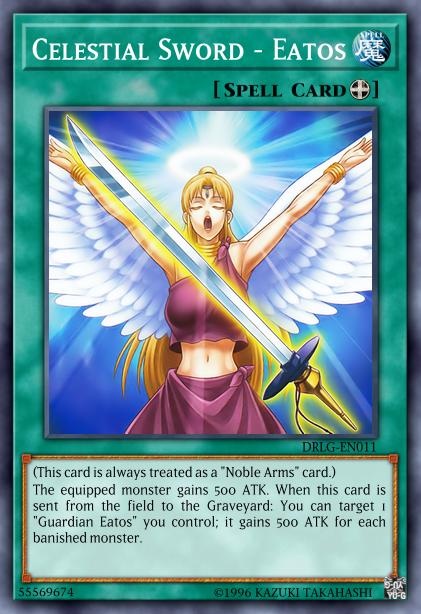 Celestial Sword - Eatos
SPELL
魔
[Spell Card]
DRLG-EN011
(This card is always treated as a "Noble Arms" card.)
The equipped monster gains 500 ATK. When this card is
sent from the field to the Graveyard: You can target 1
"Guardian Eatos" you control; it gains 500 ATK for each
banished monster.
55569674
©1996 KAZUKI TAKAHASHI